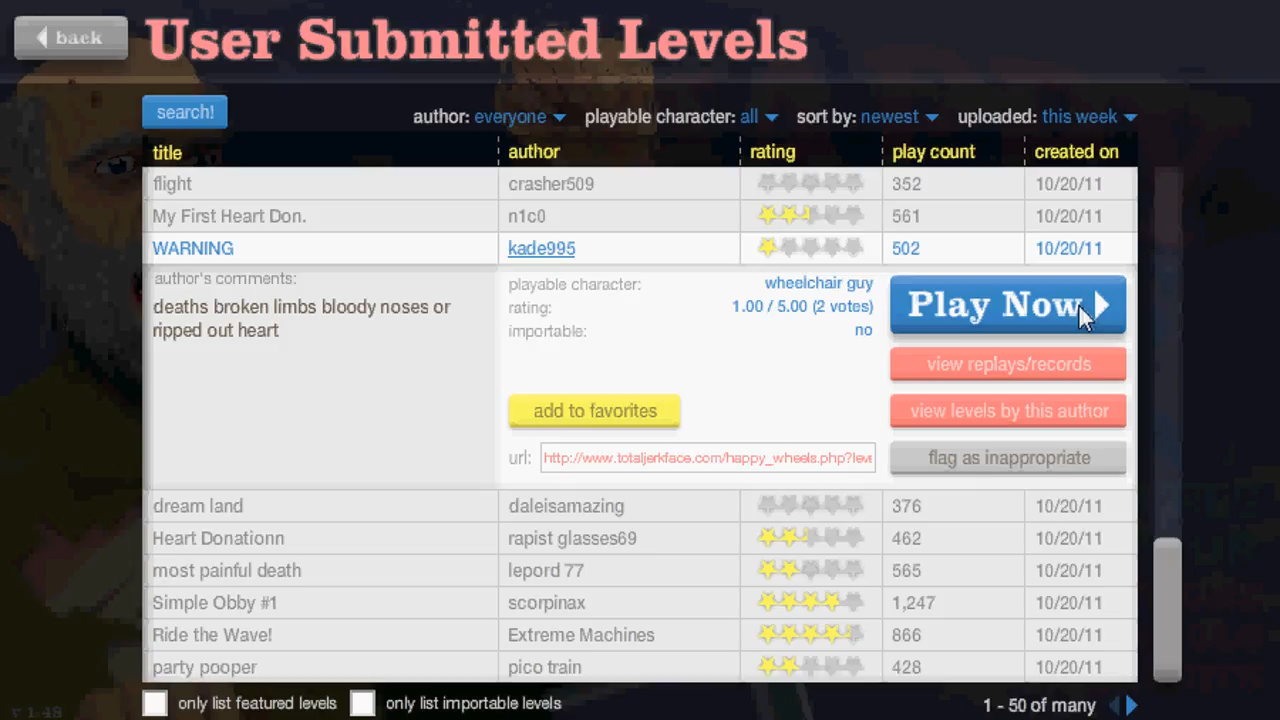 back
User Submitted Levels
search!
author: everyone playable character: all sort by: newest uploaded: this week
title author rating play count created on
flight crasher509 352 10/20/11
My First Heart Don. n1c0 561 10/20/11
WARNING kade995 502 10/20/11
author's comments:
deaths broken limbs bloody noses or
ripped out heart
playable character: wheelchair guy
rating: 1.00 / 5.00 (2 votes)
importable: no
Play Now
view replays/records
add to favorites
view levels by this author
url: http://www.totaljerkface.com/happy_wheels.php?leve
flag as inappropriate
dream land daleisamazing 376 10/20/11
Heart Donationn rapist glasses69 462 10/20/11
most painful death lepord 77 565 10/20/11
Simple Obby #1 scorpinax 1,247 10/20/11
Ride the Wave! Extreme Machines 866 10/20/11
party pooper pico train 428 10/20/11
only list featured levels only list importable levels
1 - 50 of many
v 1.48